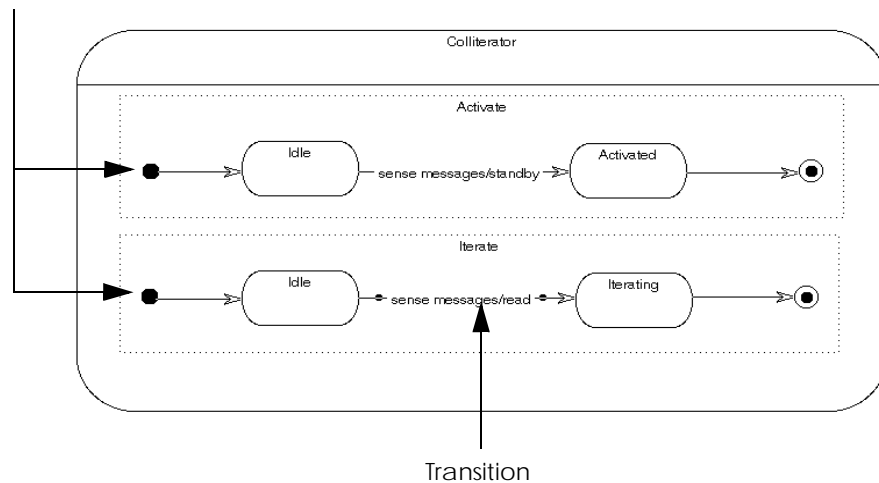 Colliterator
Activate
Idle
sense messages/standby
Activated
Iterate
Idle
sense messages/read
Iterating
Transition